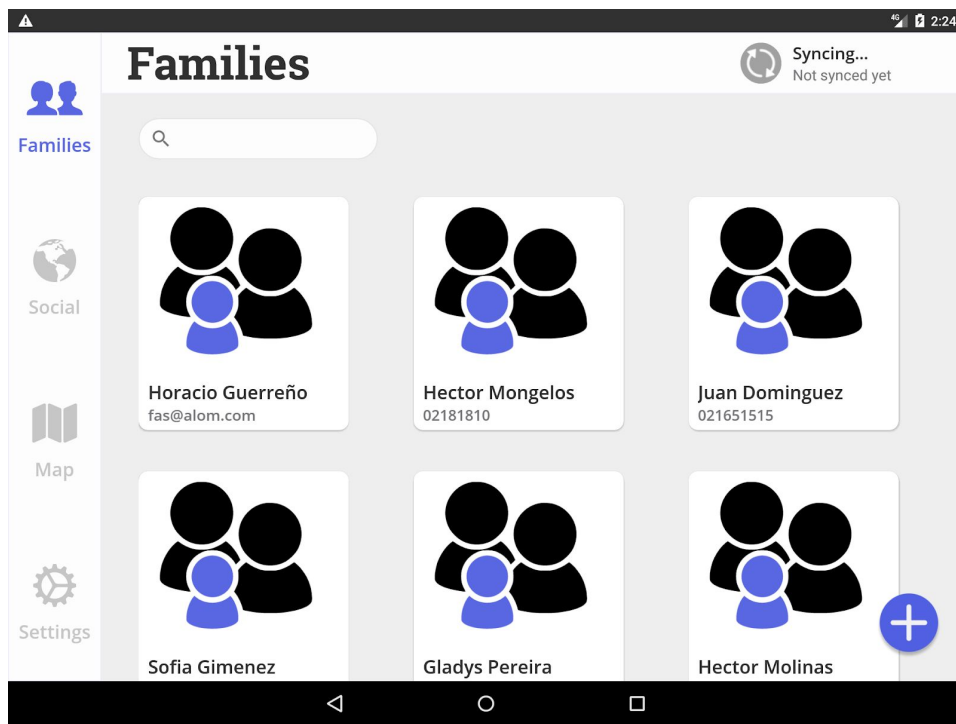 4G 2:24
Families
Syncing...
Not synced yet
Families
Social
Map
Settings
Horacio Guerreño
fas@alom.com
Hector Mongelos
02181810
Juan Dominguez
021651515
Sofia Gimenez
Gladys Pereira
Hector Molinas